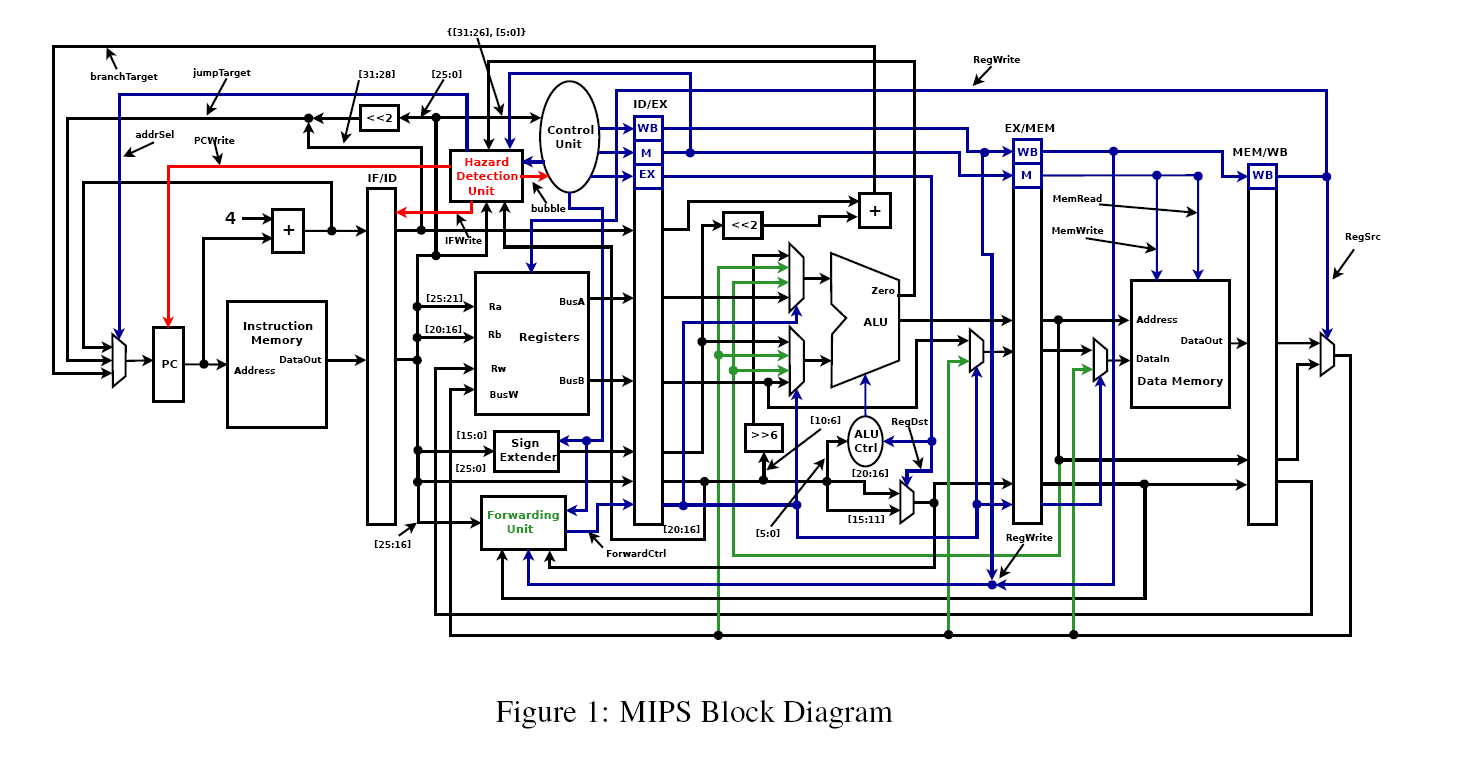 {[31:26], [5:0]}
RegWrite
branchTarget
jumpTarget
[31:28]
[25:0]
ID/EX
<<2
addrSel
PCWrite
Control
Unit
WB
M
EX
EX/MEM
WB
M
MEM/WB
WB
Hazard
Detection
Unit
bubble
IFWrite
IF/ID
4
+
<<2
+
MemRead
MemWrite
RegSrc
Instruction
Memory
DataOut
Address
PC
[25:21]
[20:16]
Ra
Rb
Rw
BusW
Registers
BusA
BusB
Zero
ALU
Address
DataOut
DataIn
Data Memory
[15:0]
[25:0]
Sign
Extender
>>6
[10:6]
ALU
Ctrl
RegDst
[20:16]
[15:11]
[5:0]
Forwarding
Unit
[25:16]
ForwardCtrl
[20:16]
RegWrite
Figure 1: MIPS Block Diagram